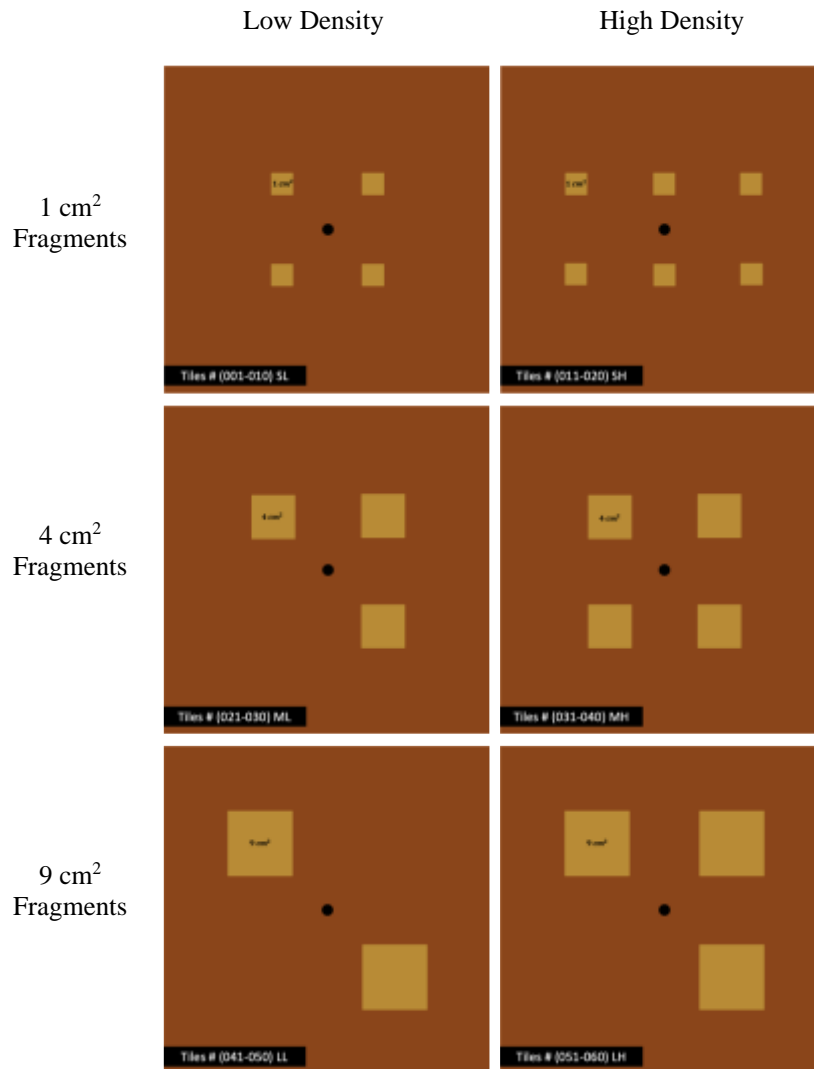 Low Density High Density
1 cm²
Fragments
1 cm² 1 cm²
Tiles # (001-010) SL Tiles # (011-020) SH
4 cm²
Fragments
4 cm² 4 cm²
Tiles # (021-030) ML Tiles # (031-040) MH
9 cm²
Fragments
9 cm² 9 cm²
Tiles # (041-050) LL Tiles # (051-060) LH